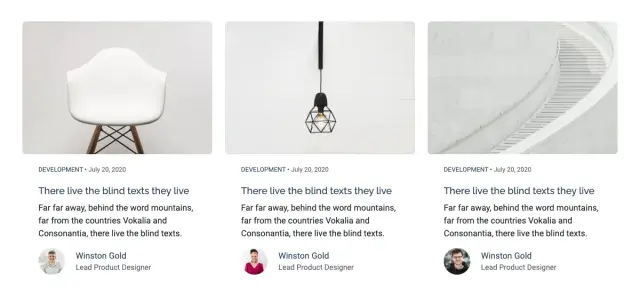 DEVELOPMENT • July 20, 2020
There live the blind texts they live
Far far away, behind the word mountains,
far from the countries Vokalia and
Consonantia, there live the blind texts.
Winston Gold
Lead Product Designer
DEVELOPMENT • July 20, 2020
There live the blind texts they live
Far far away, behind the word mountains,
far from the countries Vokalia and
Consonantia, there live the blind texts.
Winston Gold
Lead Product Designer
DEVELOPMENT • July 20, 2020
There live the blind texts they live
Far far away, behind the word mountains,
far from the countries Vokalia and
Consonantia, there live the blind texts.
Winston Gold
Lead Product Designer